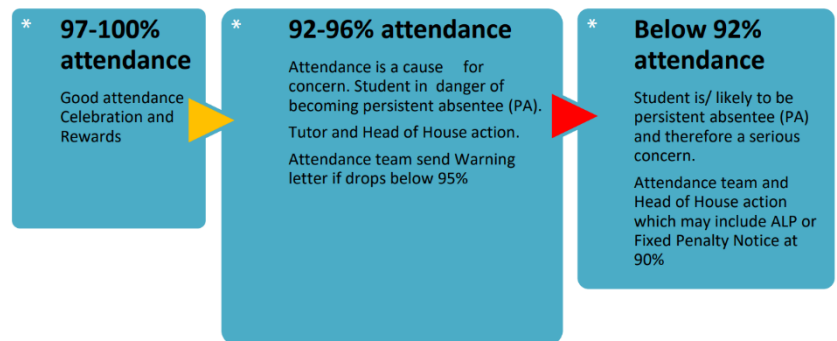 * 97-100%
attendance
Good attendance
Celebration and
Rewards
* 92-96% attendance
Attendance is a cause for
concern. Student in danger of
becoming persistent absentee (PA).
Tutor and Head of House action.
Attendance team send Warning
letter if drops below 95%
* Below 92%
attendance
Student is/ likely to be
persistent absentee (PA)
and therefore a serious
concern.
Attendance team and
Head of House action
which may include ALP or
Fixed Penalty Notice at
90%